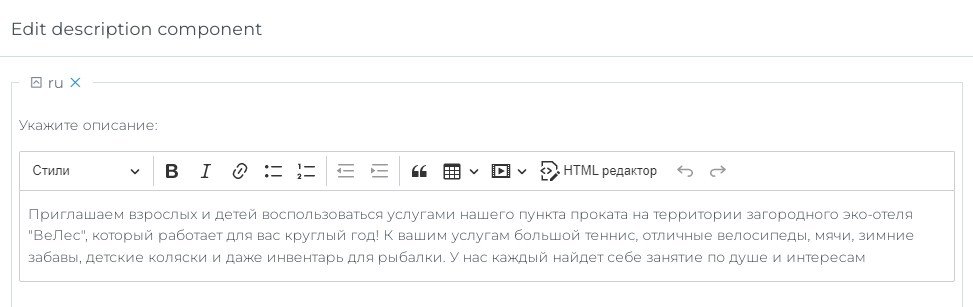 Edit description component
ru
Укажите описание:
Стили
HTML редактор
Приглашаем взрослых и детей воспользоваться услугами нашего пункта проката на территории загородного эко-отеля
"ВеЛес", который работает для вас круглый год! К вашим услугам большой теннис, отличные велосипеды, мячи, зимние
забавы, детские коляски и даже инвентарь для рыбалки. У нас каждый найдет себе занятие по душе и интересам